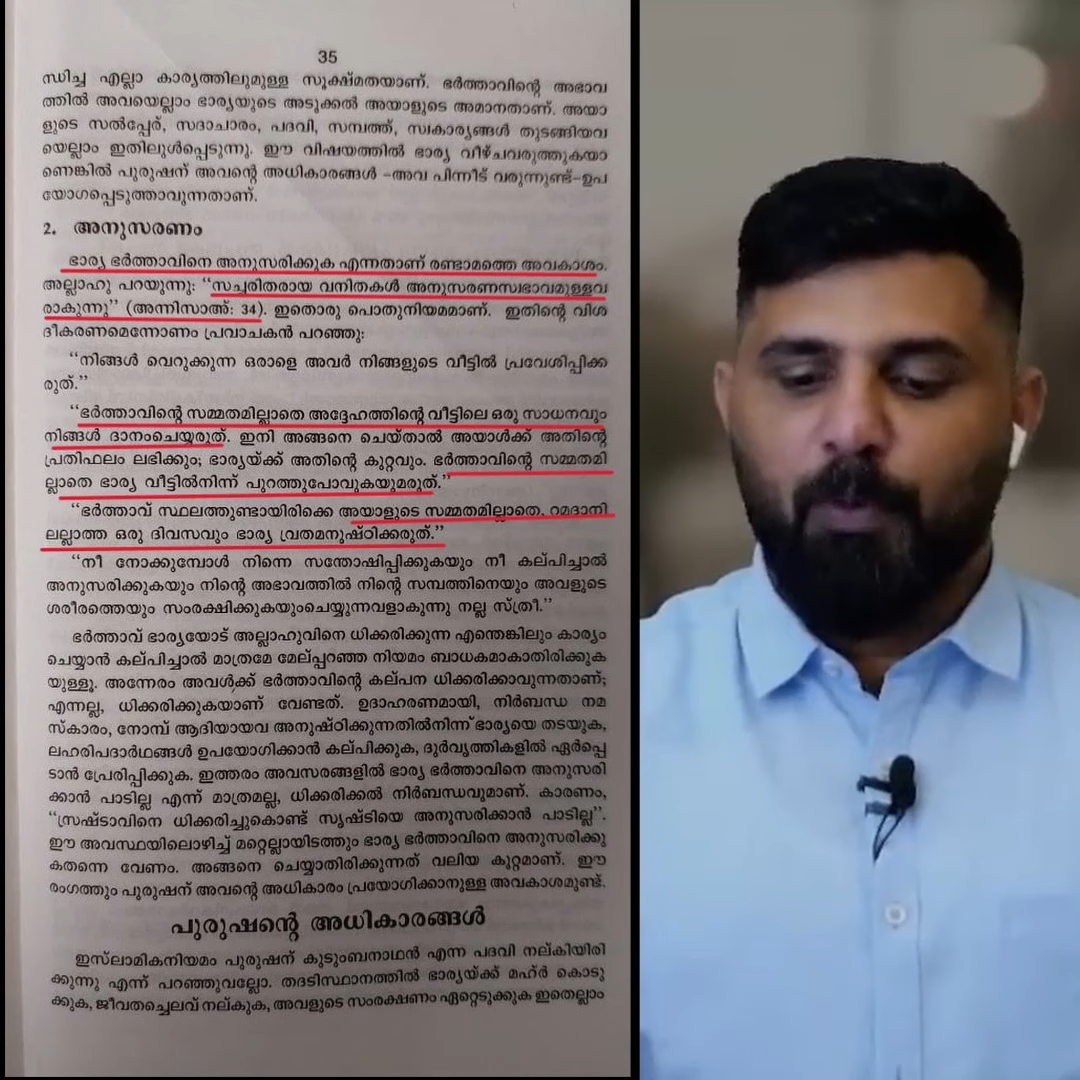 35
ന്ധിച്ച എല്ലാ കാര്യത്തിലുമുള്ള സൂക്ഷ്മതയാണ്. ഭർത്താവിന്റെ അഭാവ
ത്തിൽ അവയെല്ലാം ഭാര്യയുടെ അടുക്കൽ അയാളുടെ അമാനതാണ്. അയാ
ളുടെ സൽപ്പേര്, സദാചാരം, പദവി, സമ്പത്ത്, സ്വകാര്യങ്ങൾ തുടങ്ങിയവ
യെല്ലാം ഇതിലുൾപ്പെടുന്നു. ഈ വിഷയത്തിൽ ഭാര്യ വീഴ്ചവരുത്തുകയാ
ണെങ്കിൽ പുരുഷന് അവന്റെ അധികാരങ്ങൾ -അവ പിന്നീട് വരുന്നുണ്ട്-ഉപ
യോഗപ്പെടുത്താവുന്നതാണ്.
2. അനുസരണം
ഭാര്യ ഭർത്താവിനെ അനുസരിക്കുക എന്നതാണ് രണ്ടാമത്തെ അവകാശം.
അല്ലാഹു പറയുന്നു: "സച്ചരിതരായ വനിതകൾ അനുസരണസ്വഭാവമുള്ളവ
രാകുന്നു" (അന്നിസാഅ്: 34). ഇതൊരു പൊതുനിയമമാണ്. ഇതിന്റെ വിശ
ദീകരണമെന്നോണം പ്രവാചകൻ പറഞ്ഞു:
"നിങ്ങൾ വെറുക്കുന്ന ഒരാളെ അവർ നിങ്ങളുടെ വീട്ടിൽ പ്രവേശിപ്പിക്ക
രുത്."
"ഭർത്താവിന്റെ സമ്മതമില്ലാതെ അദ്ദേഹത്തിന്റെ വീട്ടിലെ ഒരു സാധനവും
നിങ്ങൾ ദാനംചെയ്യരുത്. ഇനി അങ്ങനെ ചെയ്താൽ അയാൾക്ക് അതിന്റെ
പ്രതിഫലം ലഭിക്കും; ഭാര്യയ്ക്ക് അതിന്റെ കുറ്റവും. ഭർത്താവിന്റെ സമ്മതമി
ല്ലാതെ ഭാര്യ വീട്ടിൽനിന്ന് പുറത്തുപോവുകയുമരുത്."
"ഭർത്താവ് സ്ഥലത്തുണ്ടായിരിക്കെ അയാളുടെ സമ്മതമില്ലാതെ, റമദാനി
ലല്ലാത്ത ഒരു ദിവസവും ഭാര്യ വ്രതമനുഷ്ഠിക്കരുത്."
"നീ നോക്കുമ്പോൾ നിന്നെ സന്തോഷിപ്പിക്കുകയും നീ കല്പിച്ചാൽ
അനുസരിക്കുകയും നിന്റെ അഭാവത്തിൽ നിന്റെ സമ്പത്തിനെയും അവളുടെ
ശരീരത്തെയും സംരക്ഷിക്കുകയുംചെയ്യുന്നവളാകുന്നു നല്ല സ്ത്രീ."
ഭർത്താവ് ഭാര്യയോട് അല്ലാഹുവിനെ ധിക്കരിക്കുന്ന എന്തെങ്കിലും കാര്യം
ചെയ്യാൻ കല്പിച്ചാൽ മാത്രമേ മേല്പ്പറഞ്ഞ നിയമം ബാധകമാകാതിരിക്കുക
യുള്ളൂ. അന്നേരം അവൾക്ക് ഭർത്താവിന്റെ കല്പന ധിക്കരിക്കാവുന്നതാണ്;
എന്നല്ല, ധിക്കരിക്കുകയാണ് വേണ്ടത്. ഉദാഹരണമായി, നിർബന്ധ നമ
സ്കാരം, നോമ്പ് ആദിയായവ അനുഷ്ഠിക്കുന്നതിൽനിന്ന് ഭാര്യയെ തടയുക,
ലഹരിപദാർഥങ്ങൾ ഉപയോഗിക്കാൻ കല്പിക്കുക, ദുർവൃത്തികളിൽ ഏർപ്പെ
ടാൻ പ്രേരിപ്പിക്കുക. ഇത്തരം അവസരങ്ങളിൽ ഭാര്യ ഭർത്താവിനെ അനുസരി
ക്കാൻ പാടില്ല എന്ന് മാത്രമല്ല, ധിക്കരിക്കൽ നിർബന്ധവുമാണ്. കാരണം,
"സ്രഷ്ടാവിനെ ധിക്കരിച്ചുകൊണ്ട് സൃഷ്ടിയെ അനുസരിക്കാൻ പാടില്ല".
ഈ അവസ്ഥയിലൊഴിച്ച് മറ്റെല്ലായിടത്തും ഭാര്യ ഭർത്താവിനെ അനുസരിക്കു
കതന്നെ വേണം. അങ്ങനെ ചെയ്യാതിരിക്കുന്നത് വലിയ കുറ്റമാണ്. ഈ
രംഗത്തും പുരുഷന് അവന്റെ അധികാരം പ്രയോഗിക്കാനുള്ള അവകാശമുണ്ട്.
പുരുഷന്റെ അധികാരങ്ങൾ
ഇസ്‌ലാമികനിയമം പുരുഷന് കുടുംബനാഥൻ എന്ന പദവി നല്കിയിരി
ക്കുന്നു എന്ന് പറഞ്ഞുവല്ലോ. തദടിസ്ഥാനത്തിൽ ഭാര്യയ്ക്ക് മഹ്ർ കൊടു
ക്കുക, ജീവതച്ചെലവ് നല്കുക, അവളുടെ സംരക്ഷണം ഏറ്റെടുക്കുക ഇതെല്ലാം